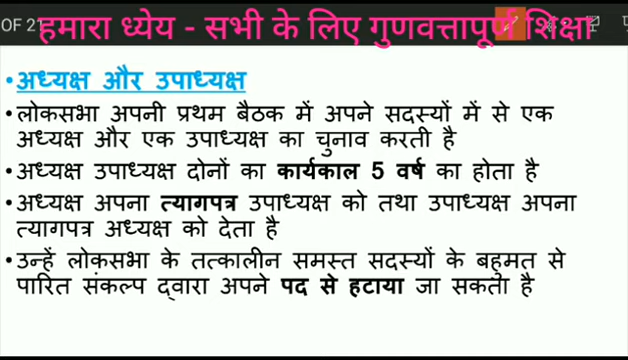 OF 21
हमारा ध्येय - सभी के लिए गुणवत्तापूर्ण शिक्षा
•अध्यक्ष और उपाध्यक्ष
•लोकसभा अपनी प्रथम बैठक में अपने सदस्यों में से एक
अध्यक्ष और एक उपाध्यक्ष का चुनाव करती है
•अध्यक्ष उपाध्यक्ष दोनों का कार्यकाल 5 वर्ष का होता है
•अध्यक्ष अपना त्यागपत्र उपाध्यक्ष को तथा उपाध्यक्ष अपना
त्यागपत्र अध्यक्ष को देता है
•उन्हें लोकसभा के तत्कालीन समस्त सदस्यों के बहुमत से
पारित संकल्प द्वारा अपने पद से हटाया जा सकता है